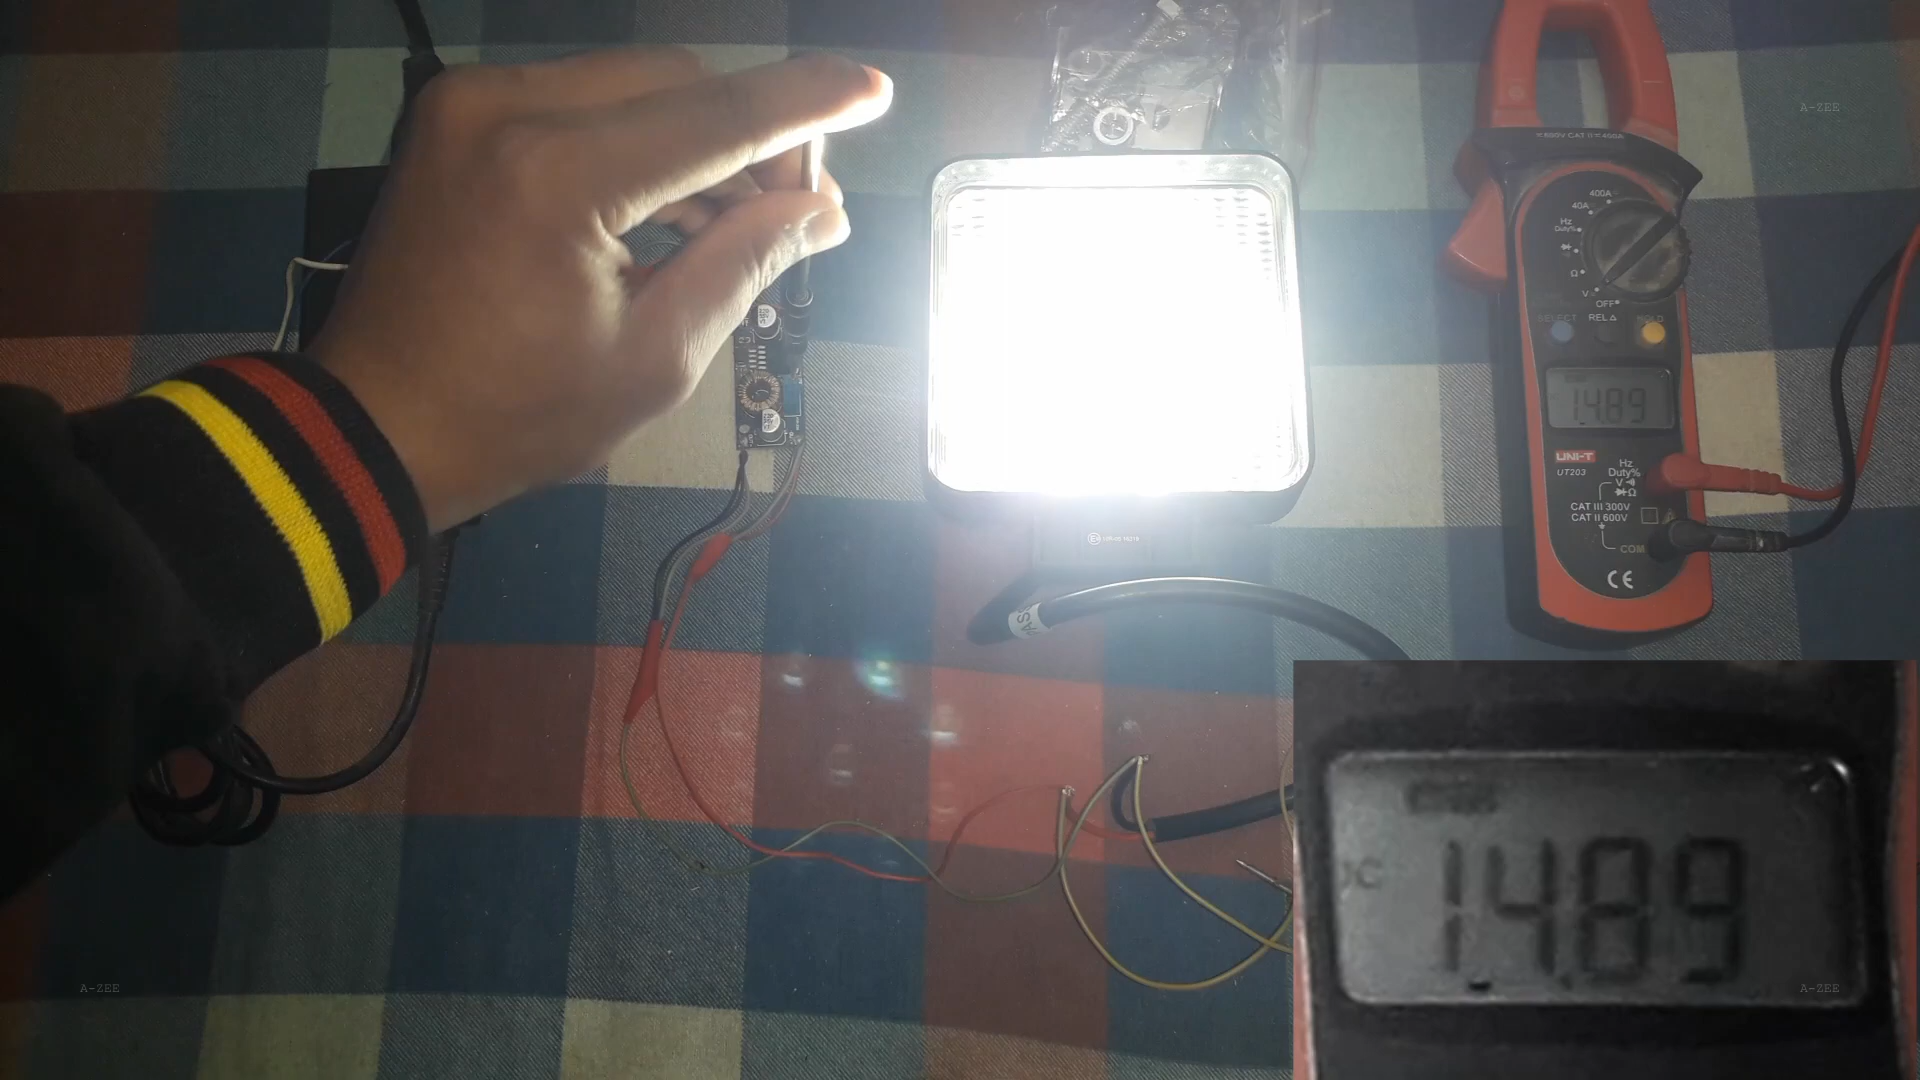 A-ZEE
≂600V CAT II ≂400A
400A≂
40A≂
Hz
Duty%
Ω
V≂
OFF
SELECT
REL△
HOLD
14.89
UNI-T
UT203
Hz
Duty%
V
Ω
CAT III 300V
CAT II 600V
COM
CE
DC
14.89
A-ZEE
A-ZEE